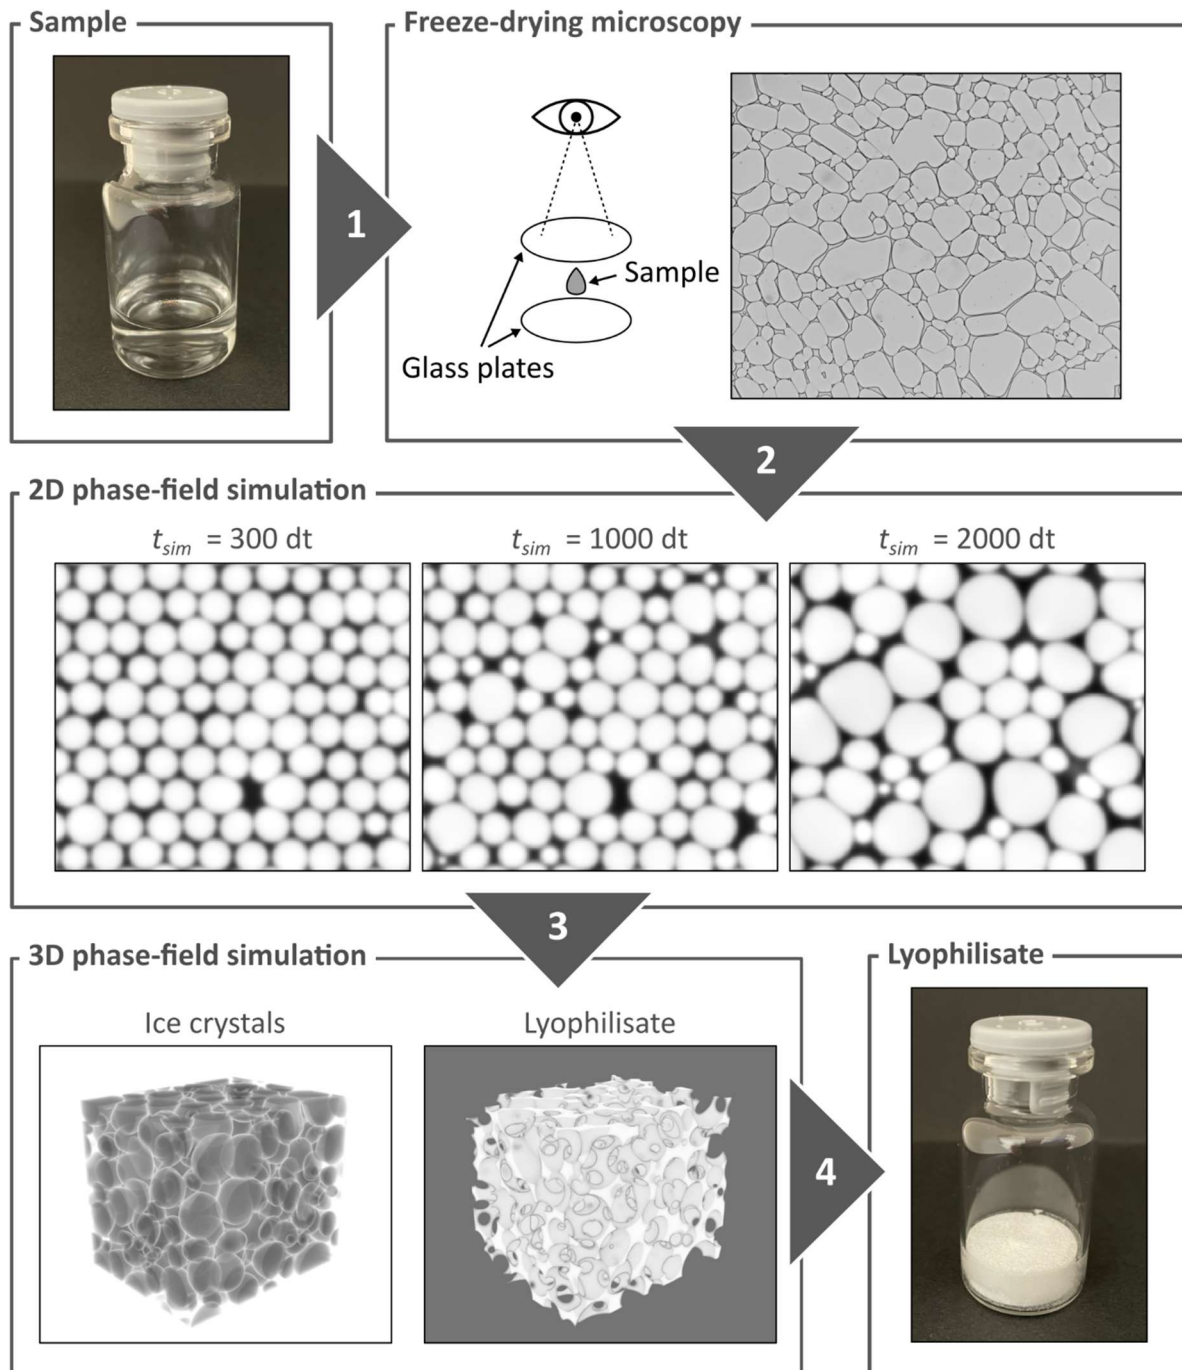 Sample
Freeze-drying microscopy
1
Sample
Glass plates
2
2D phase-field simulation
t_sim = 300 dt
t_sim = 1000 dt
t_sim = 2000 dt
3
3D phase-field simulation
Lyophilisate
Ice crystals
Lyophilisate
4